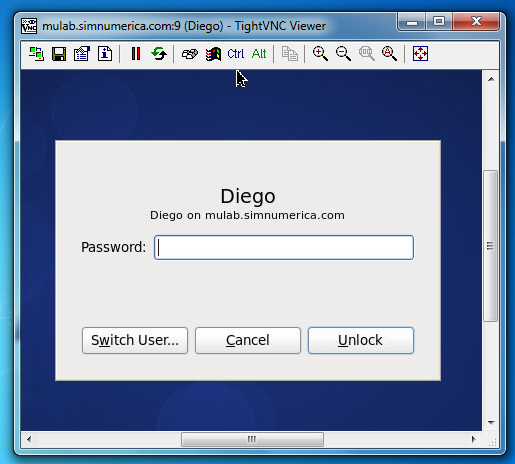 mulab.simnumerica.com:9 (Diego) - TightVNC Viewer
Ctrl Alt
Diego
Diego on mulab.simnumerica.com
Password:
Switch User... Cancel Unlock